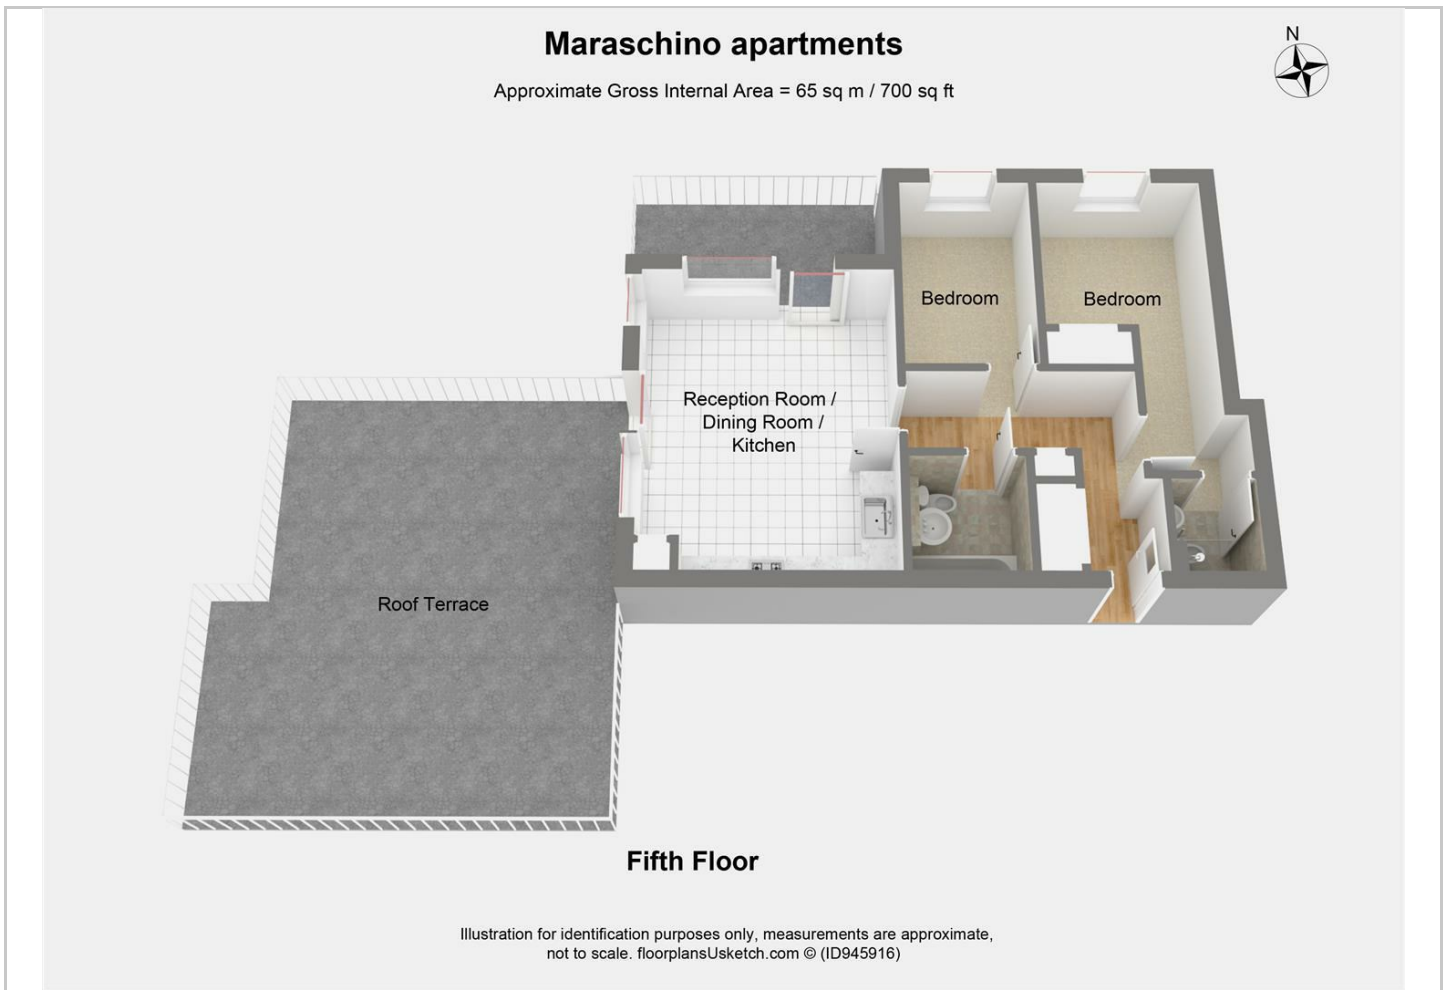 Maraschino apartments
N
Approximate Gross Internal Area = 65 sq m / 700 sq ft
Bedroom
Bedroom
Reception Room /
Dining Room /
Kitchen
Roof Terrace
Fifth Floor
Illustration for identification purposes only, measurements are approximate,
not to scale. floorplansUsketch.com © (ID945916)